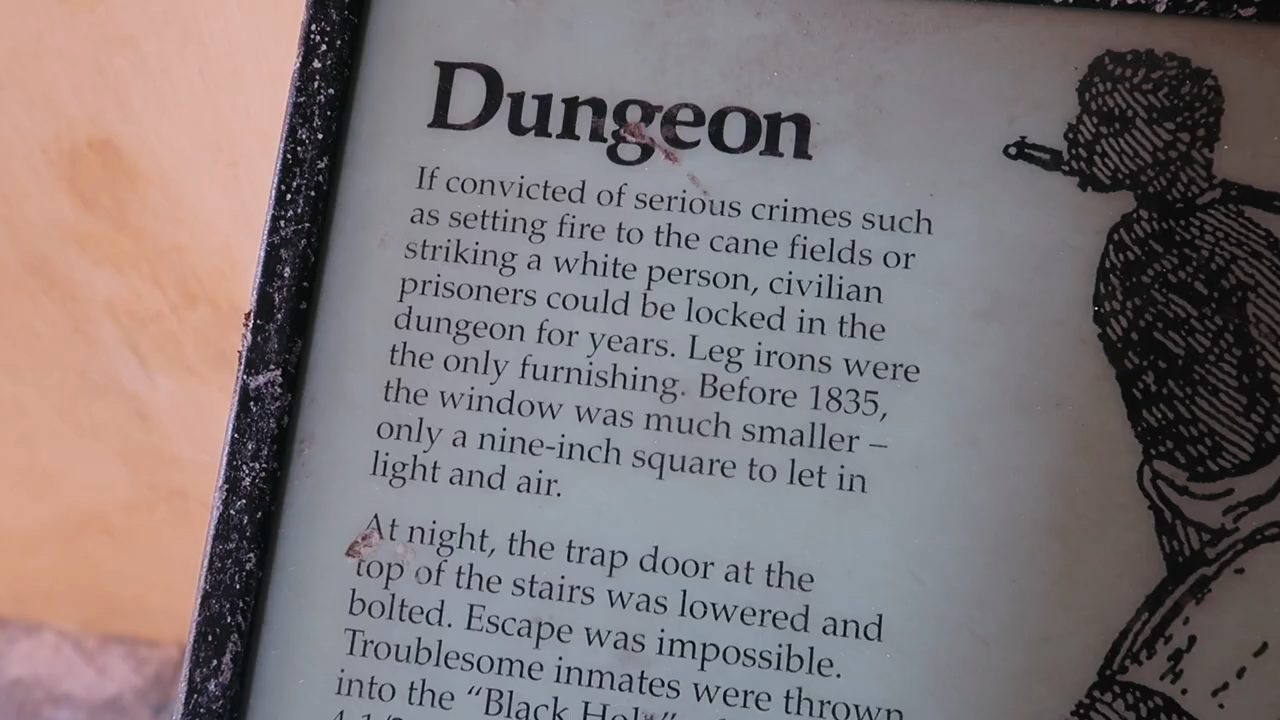 Dungeon
If convicted of serious crimes such
as setting fire to the cane fields or
striking a white person, civilian
prisoners could be locked in the
dungeon for years. Leg irons were
the only furnishing. Before 1835,
the window was much smaller –
only a nine-inch square to let in
light and air.
At night, the trap door at the
top of the stairs was lowered and
bolted. Escape was impossible.
Troublesome inmates were thrown
into the “Black Hole”